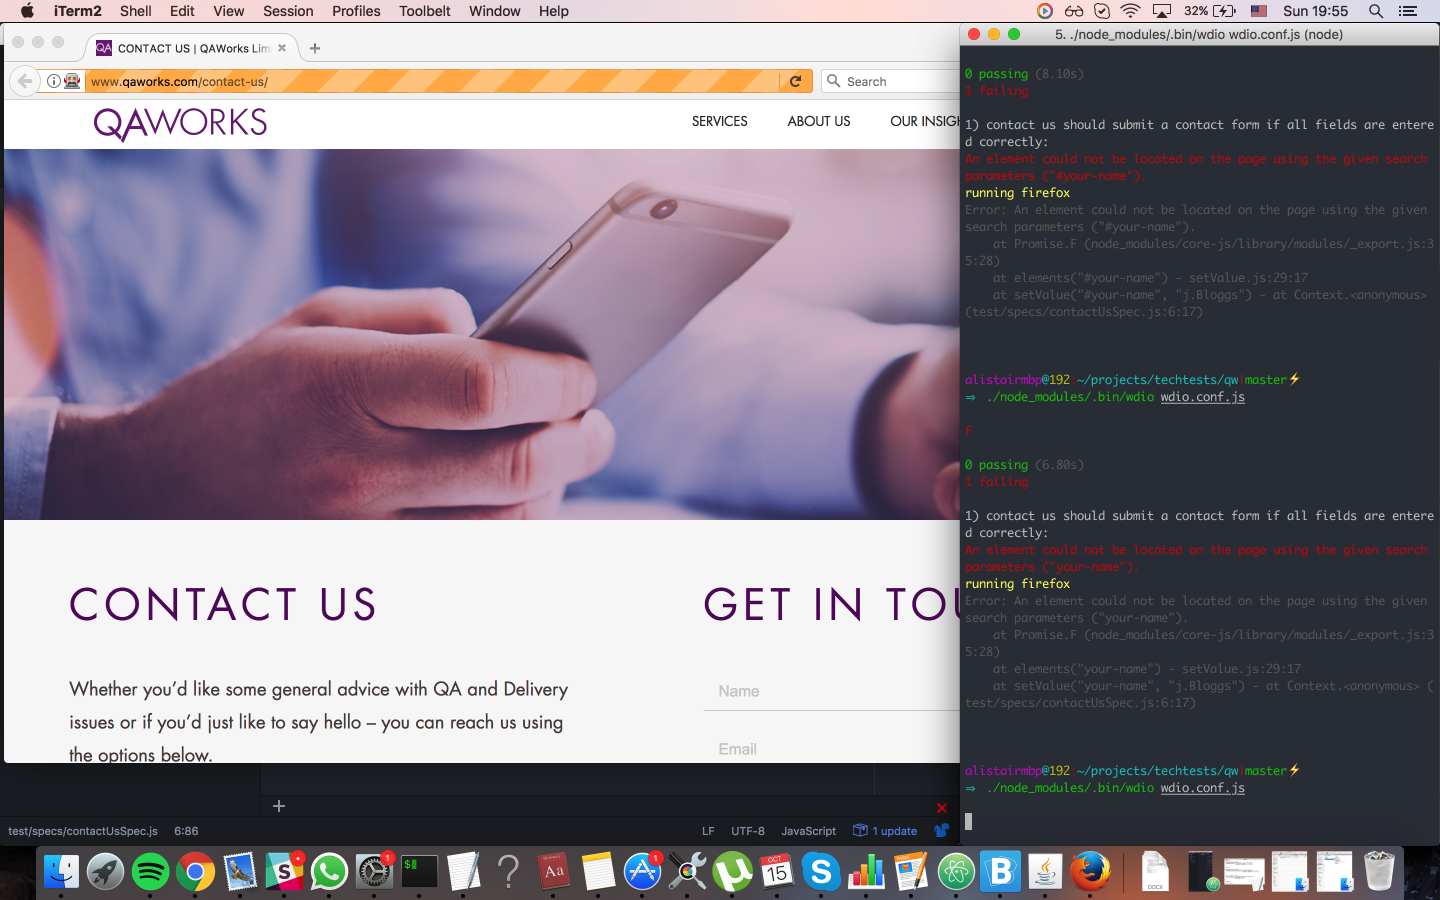 iTerm2 Shell Edit View Session Profiles Toolbelt Window Help
32% Sun 19:55
QA CONTACT US | QAWorks Lim
www.qaworks.com/contact-us/
Search
QAWORKS
SERVICES ABOUT US OUR INSIGH
CONTACT US
Whether you'd like some general advice with QA and Delivery
issues or if you'd just like to say hello – you can reach us using
the options below.
GET IN TOU
Name
Email
5. ./node_modules/.bin/wdio wdio.conf.js (node)
0 passing (8.10s)
1 failing
1) contact us should submit a contact form if all fields are entere
d correctly:
An element could not be located on the page using the given search
parameters ("#your-name").
running firefox
Error: An element could not be located on the page using the given
search parameters ("#your-name").
at Promise.F (node_modules/core-js/library/modules/_export.js:3
5:28)
at elements("#your-name") - setValue.js:29:17
at setValue("#your-name", "j.Bloggs") - at Context.<anonymous>
(test/specs/contactUsSpec.js:6:17)
alistairmbp@192:~/projects/techtests/qw|master⚡
⇒ ./node_modules/.bin/wdio wdio.conf.js
F
0 passing (6.80s)
1 failing
1) contact us should submit a contact form if all fields are entere
d correctly:
An element could not be located on the page using the given search
parameters ("your-name").
running firefox
Error: An element could not be located on the page using the given
search parameters ("your-name").
at Promise.F (node_modules/core-js/library/modules/_export.js:3
5:28)
at elements("your-name") - setValue.js:29:17
at setValue("your-name", "j.Bloggs") - at Context.<anonymous> (
test/specs/contactUsSpec.js:6:17)
alistairmbp@192:~/projects/techtests/qw|master⚡
⇒ ./node_modules/.bin/wdio wdio.conf.js
test/specs/contactUsSpec.js 6:86
LF UTF-8 JavaScript 1 update
1
$
Aa
1
OCT
15
DOCX